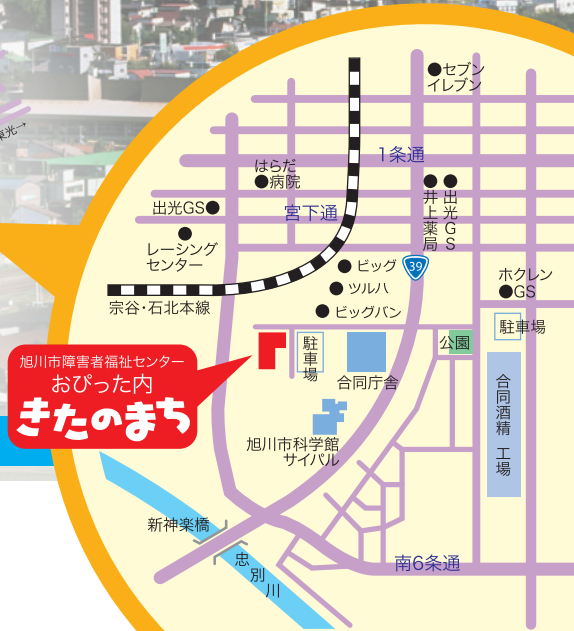 セブン
イレブン
東光→
1条通
はらだ
病院
出光GS
宮下通
井上薬局
出光GS
レーシング
センター
ビッグ
39
ツルハ
ホクレン
GS
ビッグバン
宗谷・石北本線
駐車場
公園
駐車場
旭川市障害者福祉センター
おぴった内
きたのまち
合同庁舎
合同酒精 工場
旭川市科学館
サイパル
新神楽橋
忠別川
南6条通